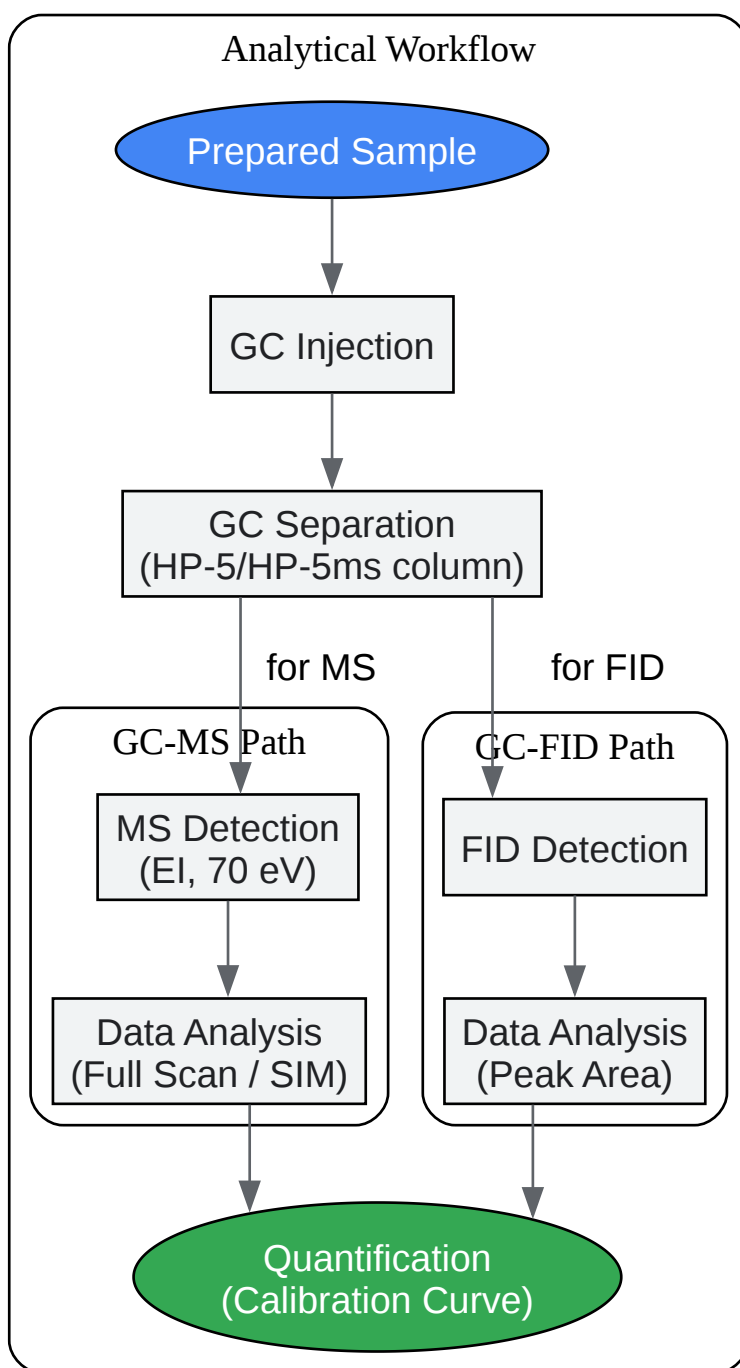 Analytical Workflow
Prepared Sample
GC Injection
GC Separation
(HP-5/HP-5ms column)
for MS
for FID
GC-MS Path
GC-FID Path
MS Detection
(EI, 70 eV)
FID Detection
Data Analysis
(Full Scan / SIM)
Data Analysis
(Peak Area)
Quantification
(Calibration Curve)